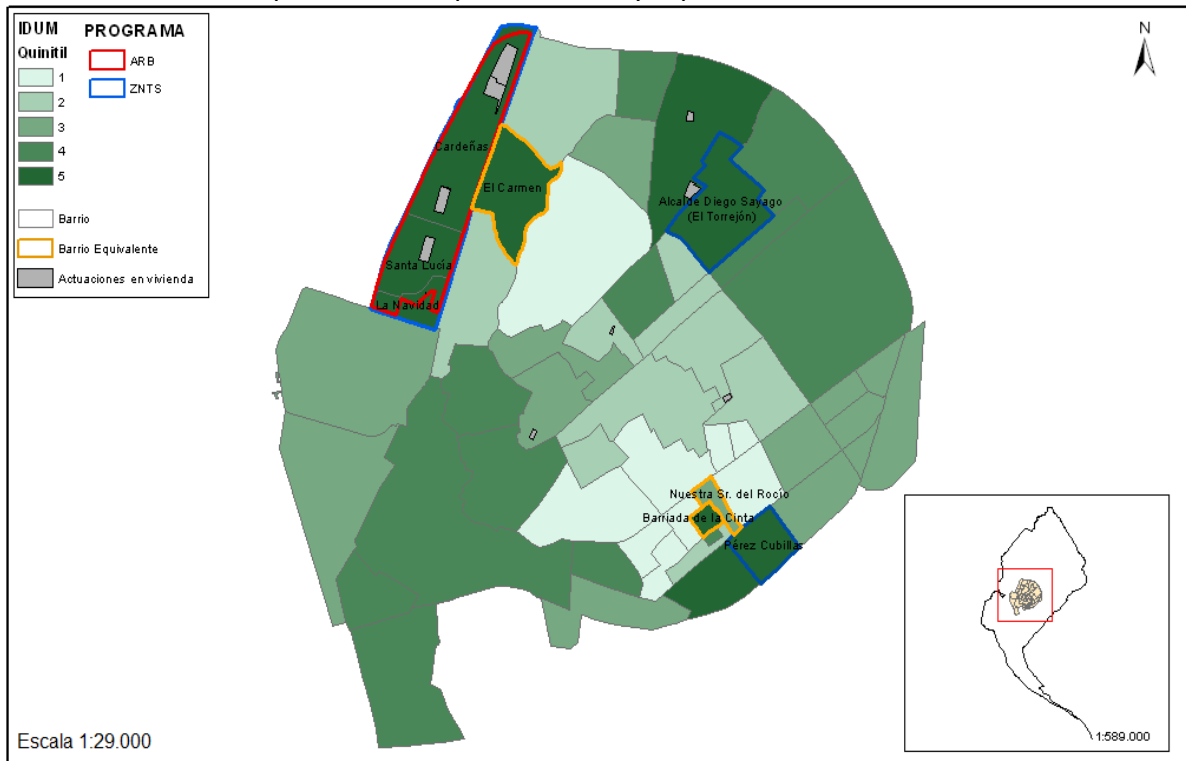 IDUM
Quinitil
PROGRAMA
1
2
3
4
5
ARB
ZNTS
Barrio
Barrio Equivalente
Actuaciones en vivienda
N
Cardeñas
El Carmen
Alcalde Diego Sayago
(El Torrejón)
Santa Lucía
La Navidad
Nuestra Sr. del Rocío
Barriada de la Cinta
Pérez Cubillas
Escala 1:29.000
1:589.000